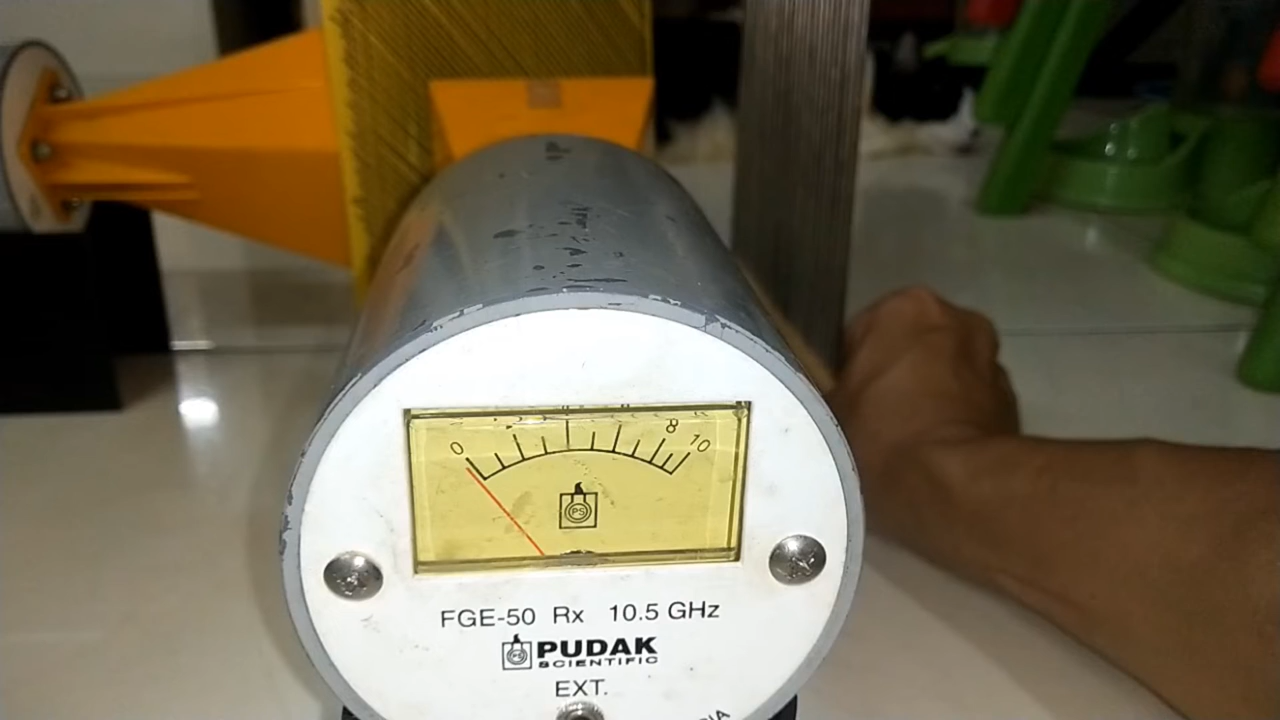 0 8 10
PS
FGE-50 Rx 10.5 GHz
PUDAK
SCIENTIFIC
EXT.